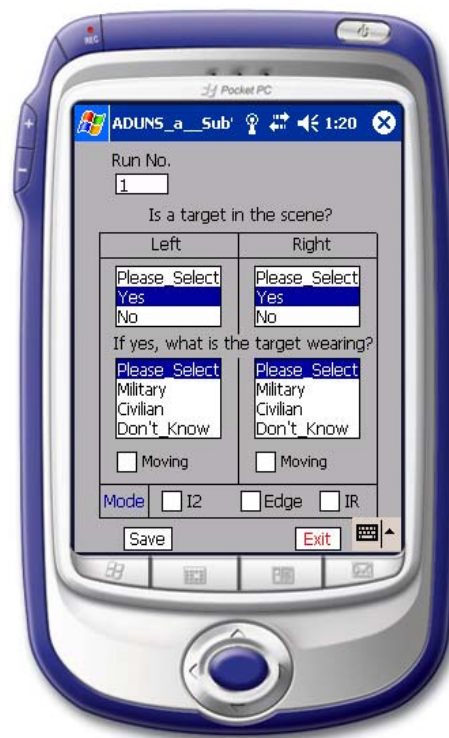 REC
Pocket PC
ADUNS_a__Sub' 1:20
Run No.
1
Is a target in the scene?
Left Right
Please_Select Please_Select
Yes Yes
No No
If yes, what is the target wearing?
Please_Select Please_Select
Military Military
Civilian Civilian
Don't_Know Don't_Know
Moving Moving
Mode I2 Edge IR
Save Exit